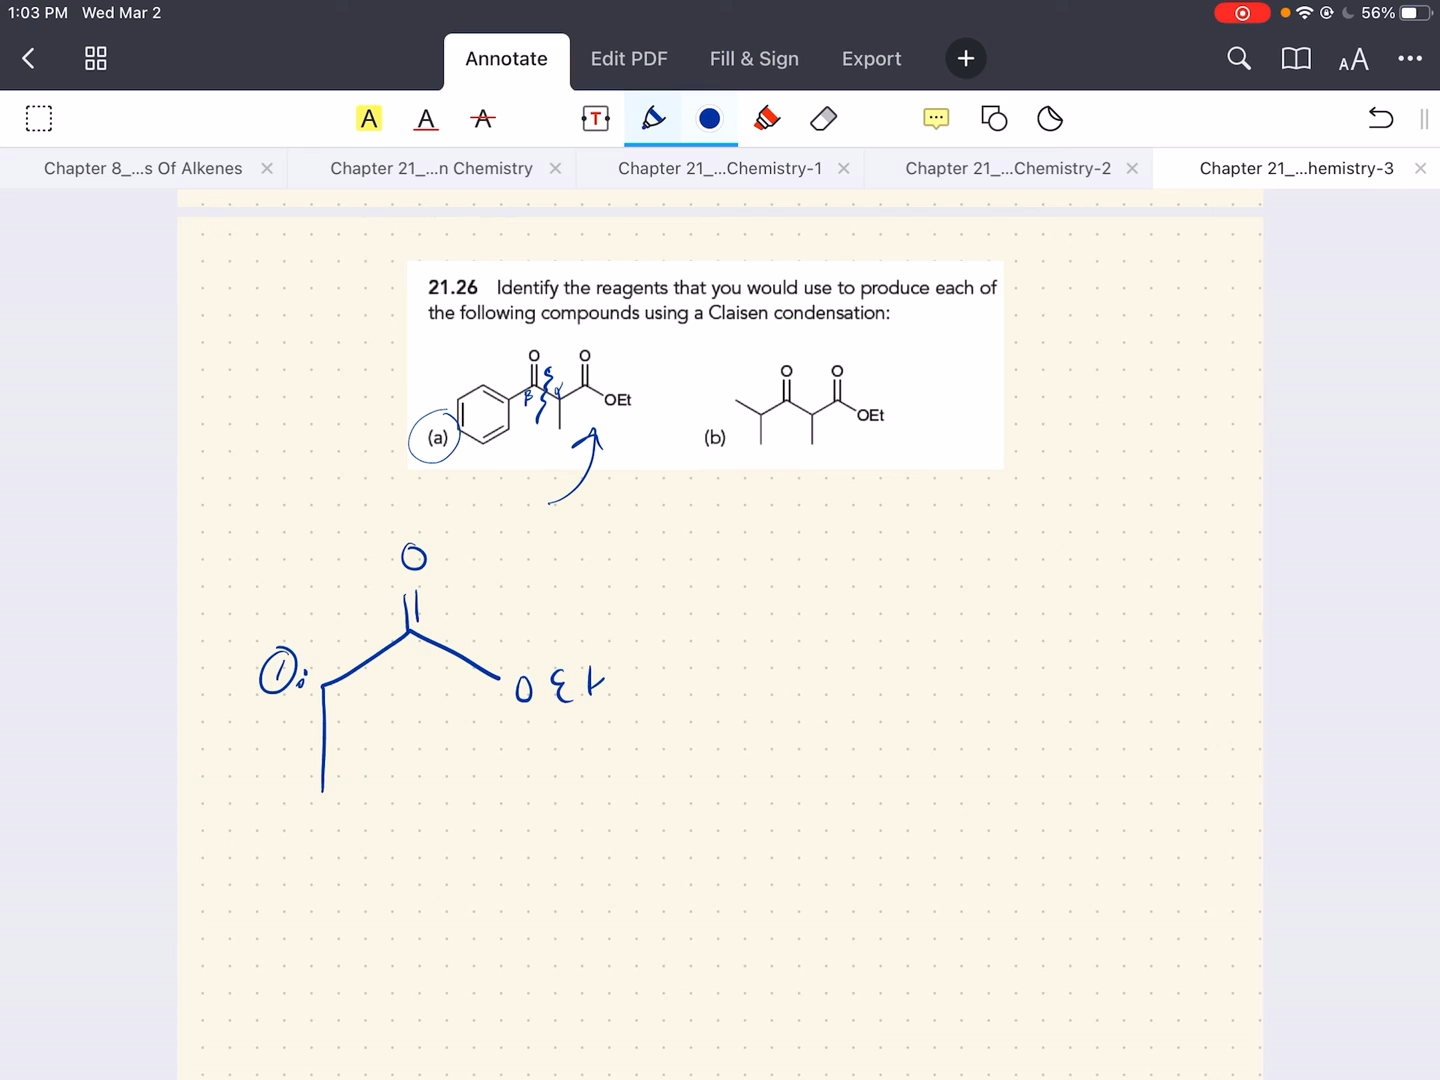 1:03 PM Wed Mar 2
56%
Annotate Edit PDF Fill & Sign Export
A A A T AA
Chapter 8_...s Of Alkenes Chapter 21_...n Chemistry Chapter 21_...Chemistry-1 Chapter 21_...Chemistry-2 Chapter 21_...hemistry-3
21.26 Identify the reagents that you would use to produce each of
the following compounds using a Claisen condensation:
O O
β α
OEt
(a)
O O
OEt
(b)
O
①:
OEt